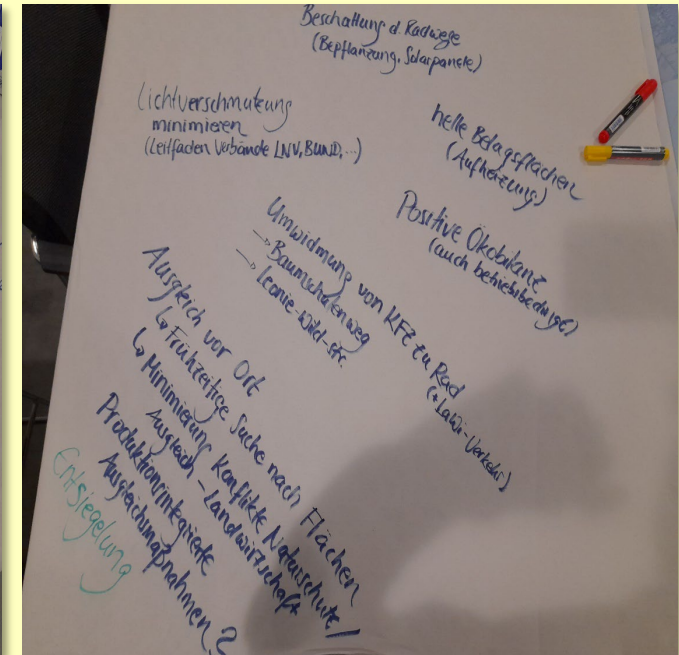 Beschattung d. Radwege
(Bepflanzung, Solarpanele)
Lichtverschmutzung
minimieren
(Leitfaden Verbände LNV, BUND, ...)
helle Belagsflächen
(Aufheizung)
Positive Ökobilanz
(auch betriebsbedingt)
Umwidmung von KFZ zu Rad
(+ LaWi-Verkehr)
→ Baumschulenweg
→ Leonie-Wild-Str.
Ausgleich vor Ort
↳ Frühzeitige Suche nach Flächen
↳ Minimierung Konflikte Naturschutz /
Ausgleich - Landwirtschaft
Produktionsintegrierte
Ausgleichsmaßnahmen?
Entsiegelung